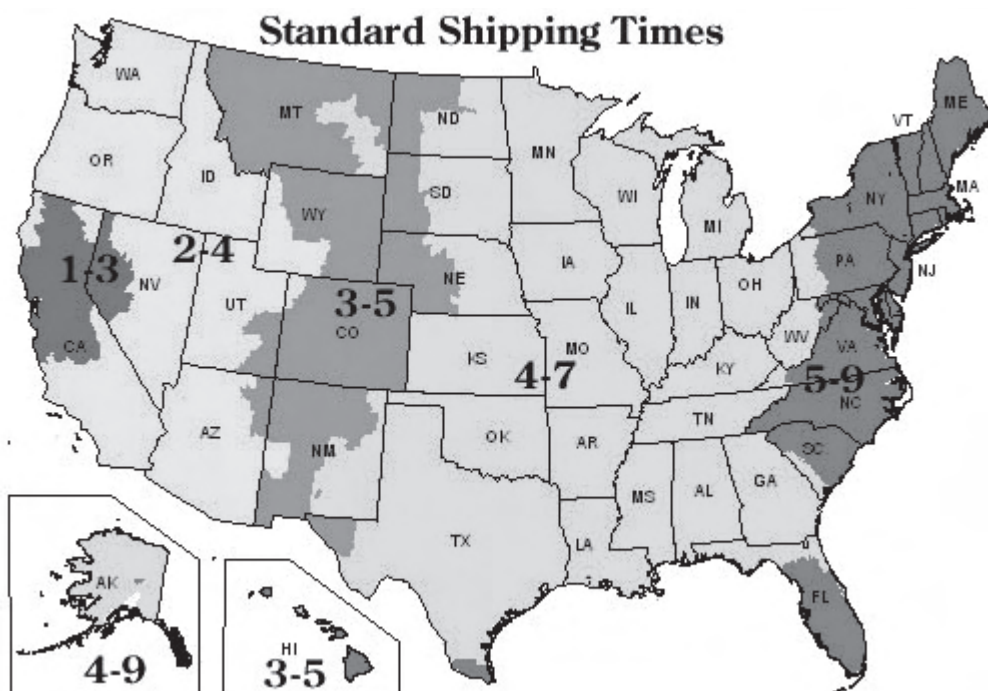 Standard Shipping Times
WA
MT
ND
MN
ME
VT
OR
ID
WY
SD
WI
MI
NY
MA
1-3
2-4
NV
UT
3-5
CO
NE
IA
IL
IN
OH
PA
NJ
CA
KS
4-7
MO
KY
WV
VA
5-9
NC
AZ
NM
OK
AR
TN
SC
TX
LA
MS
AL
GA
FL
AK
4-9
HI
3-5